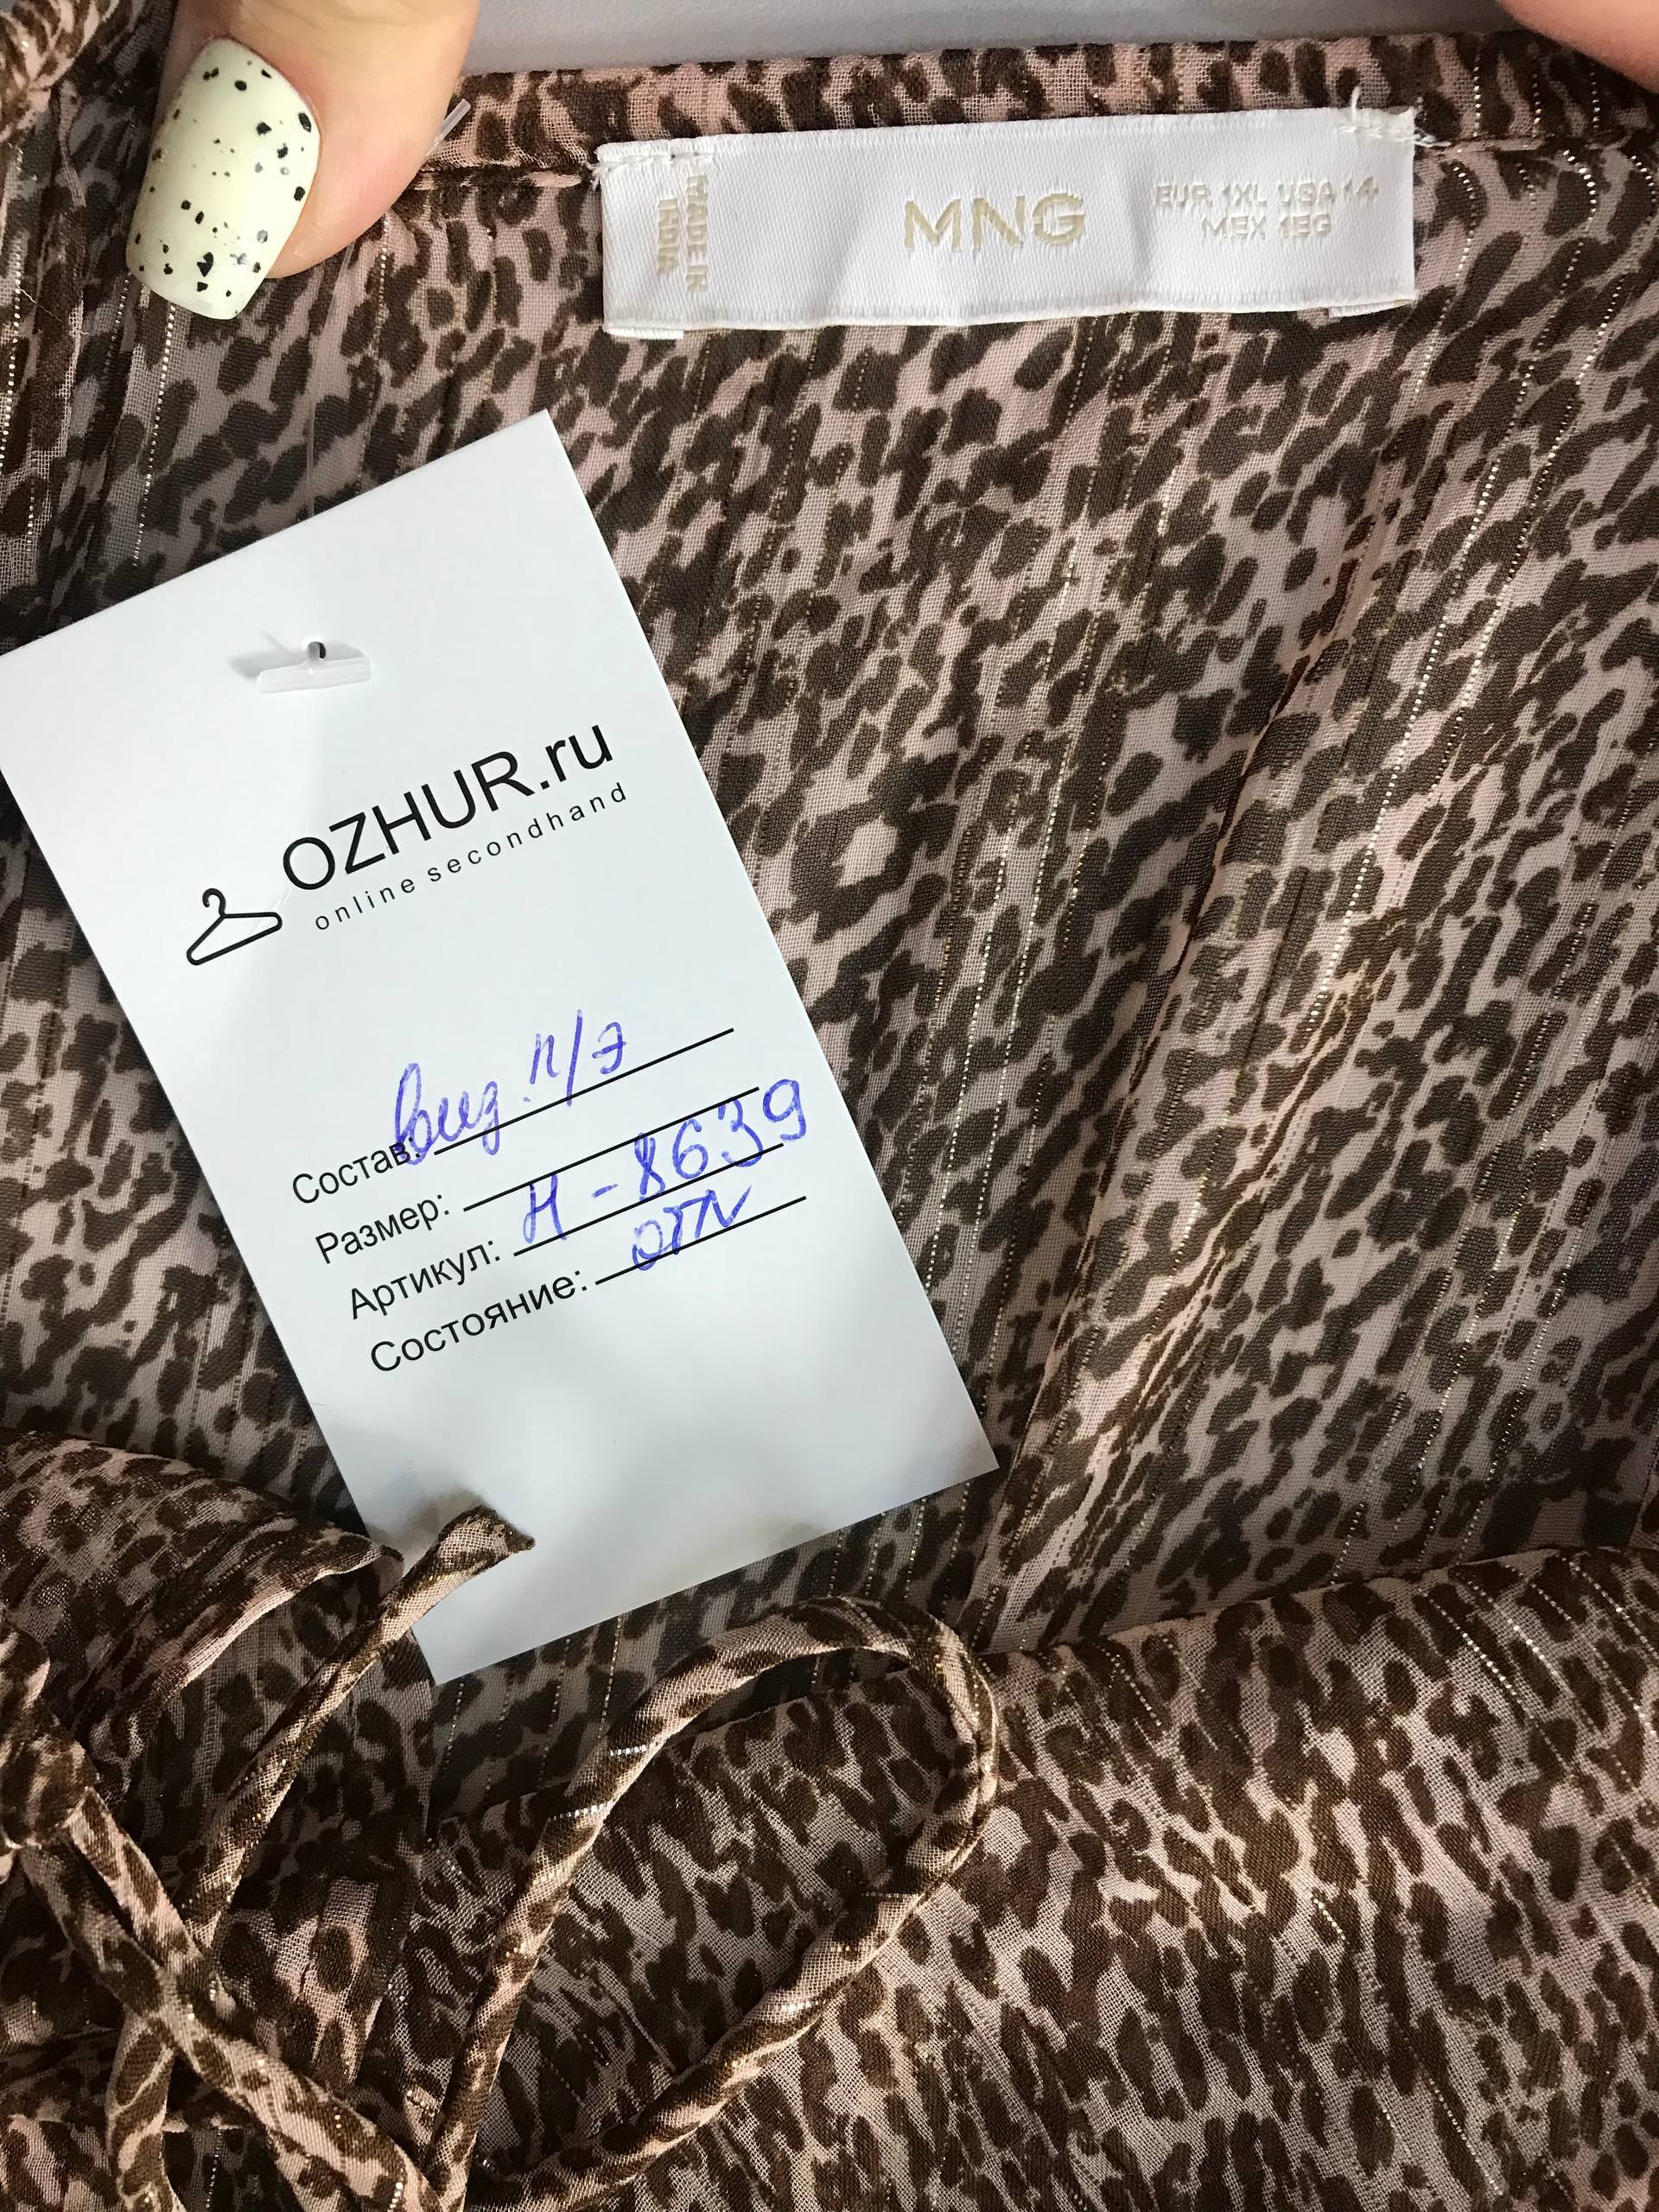 MADE IN
INDIA
MNG
EUR 1XL USA 14
MEX 1EG
OZHUR.ru
online secondhand
Состав: виз. п/э
Размер:
Артикул: H-8639
Состояние: отл